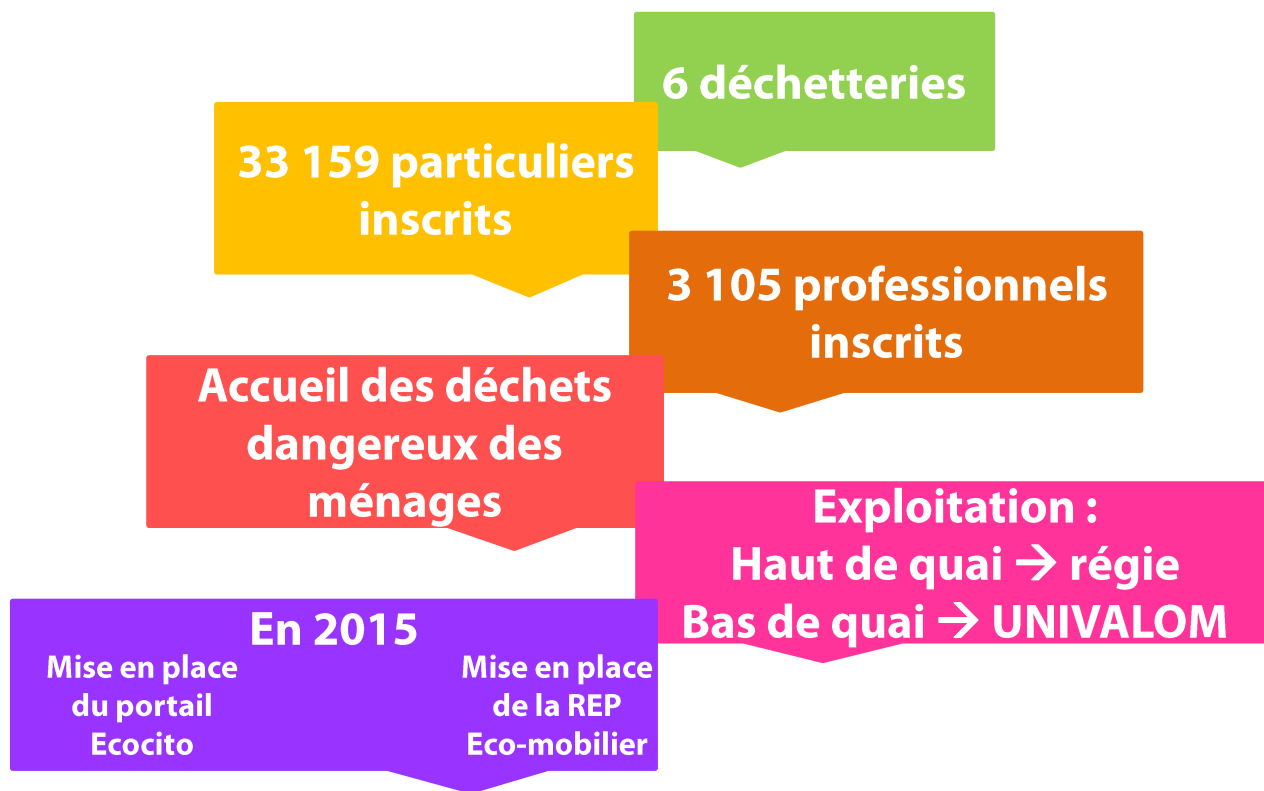 6 déchetteries
33 159 particuliers
inscrits
3 105 professionnels
inscrits
Accueil des déchets
dangereux des
ménages
Exploitation :
Haut de quai → régie
Bas de quai → UNIVALOM
En 2015
Mise en place
du portail
Ecocito
Mise en place
de la REP
Eco-mobilier